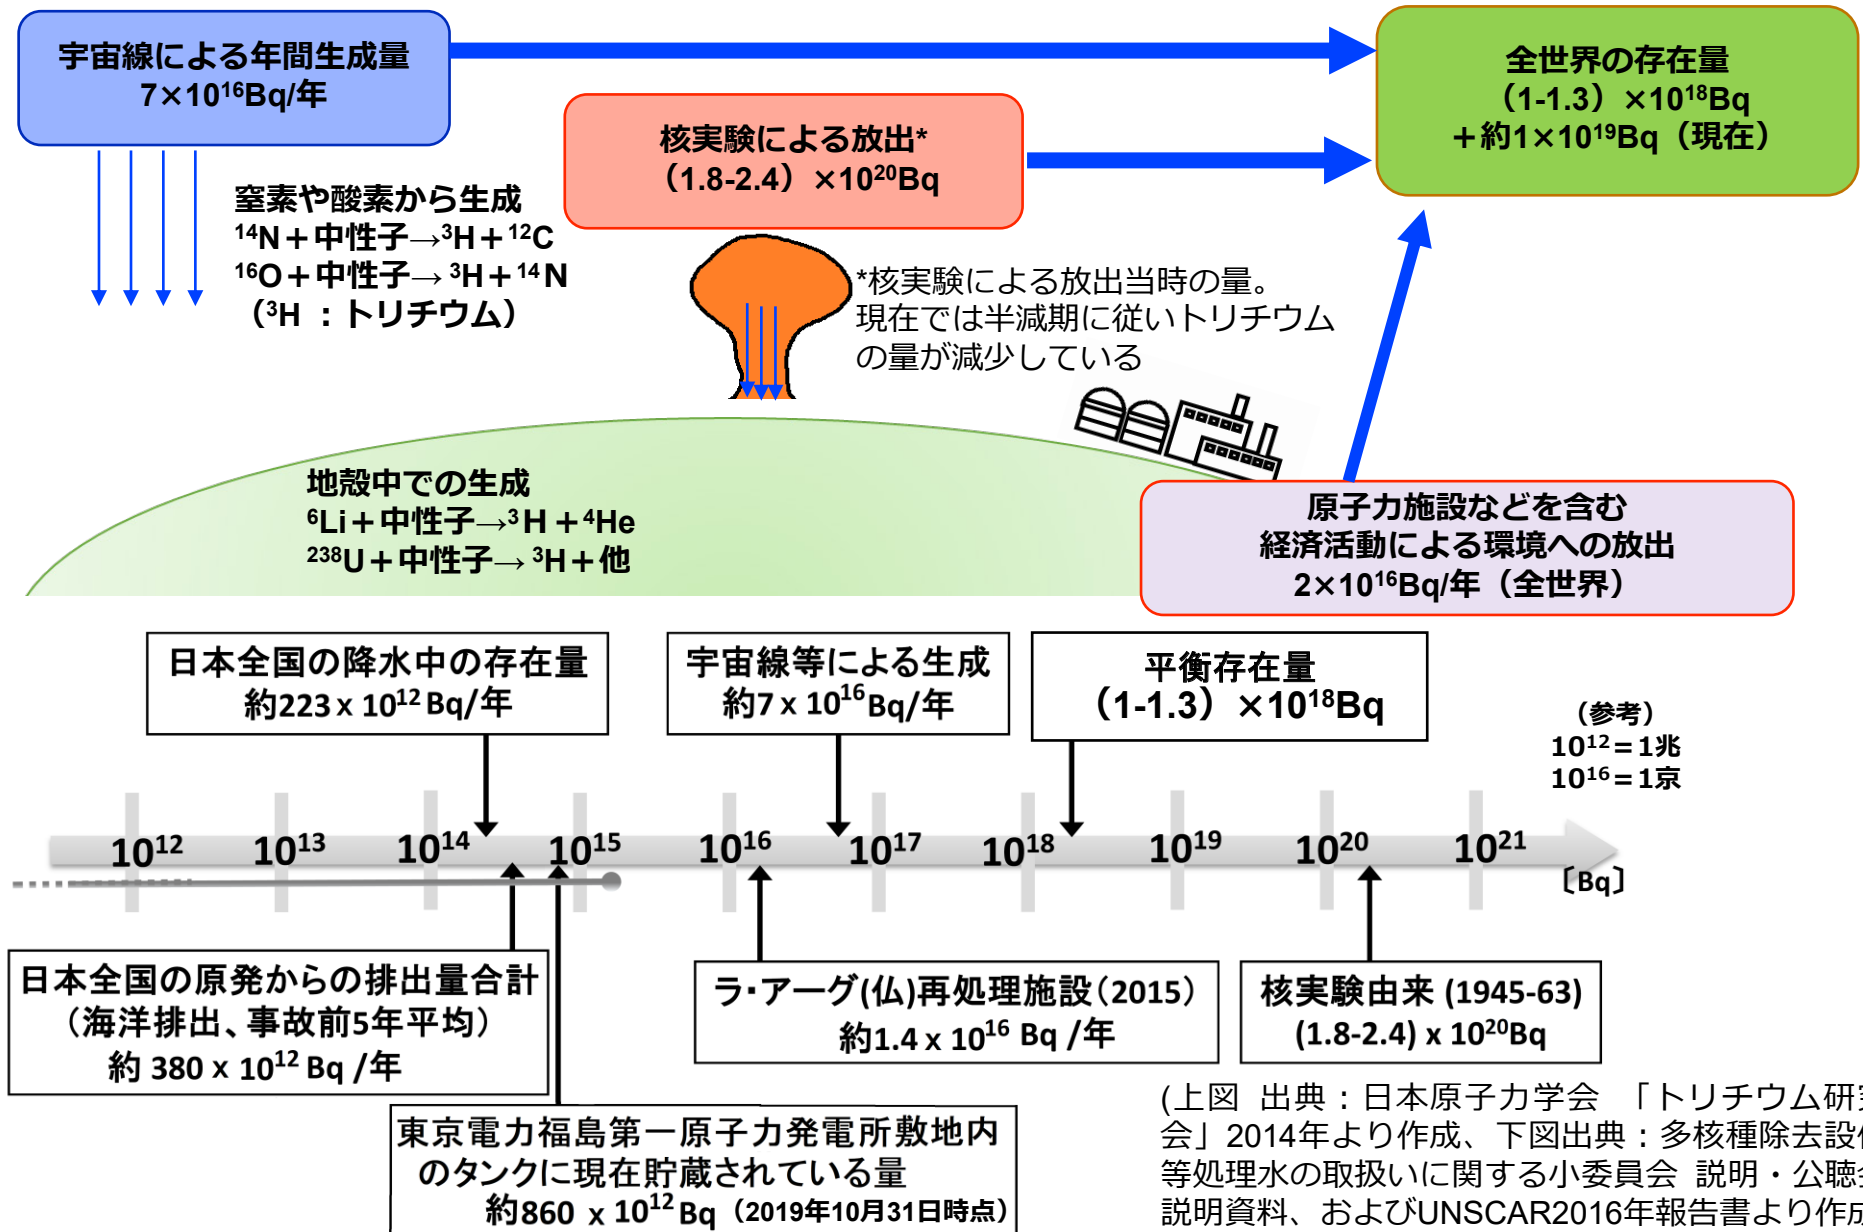 宇宙線による年間生成量
7×10¹⁶Bq/年
全世界の存在量
(1-1.3) ×10¹⁸Bq
+約1×10¹⁹Bq(現在)
核実験による放出*
(1.8-2.4) ×10²⁰Bq
窒素や酸素から生成
¹⁴N+中性子→³H+¹²C
¹⁶O+中性子→ ³H+¹⁴N
(³H :トリチウム)
*核実験による放出当時の量。
現在では半減期に従いトリチウム
の量が減少している
地殻中での生成
⁶Li+中性子→³H+⁴He
²³⁸U+中性子→ ³H+他
原子力施設などを含む
経済活動による環境への放出
2×10¹⁶Bq/年(全世界)
日本全国の降水中の存在量
約223 x 10¹² Bq/年
宇宙線等による生成
約7 x 10¹⁶ Bq/年
平衡存在量
(1-1.3) ×10¹⁸Bq
(参考)
10¹²=1兆
10¹⁶=1京
10¹² 10¹³ 10¹⁴ 10¹⁵ 10¹⁶ 10¹⁷ 10¹⁸ 10¹⁹ 10²⁰ 10²¹
〔Bq〕
日本全国の原発からの排出量合計
(海洋排出、事故前5年平均)
約 380 x 10¹² Bq /年
ラ・アーグ(仏)再処理施設(2015)
約1.4 x 10¹⁶ Bq /年
核実験由来 (1945-63)
(1.8-2.4) x 10²⁰Bq
東京電力福島第一原子力発電所敷地内
のタンクに現在貯蔵されている量
約860 x 10¹² Bq (2019年10月31日時点)
(上図 出典:日本原子力学会 「トリチウム研究
会」2014年より作成、下図出典:多核種除去設備
等処理水の取扱いに関する小委員会 説明・公聴会
説明資料、およびUNSCAR2016年報告書より作成